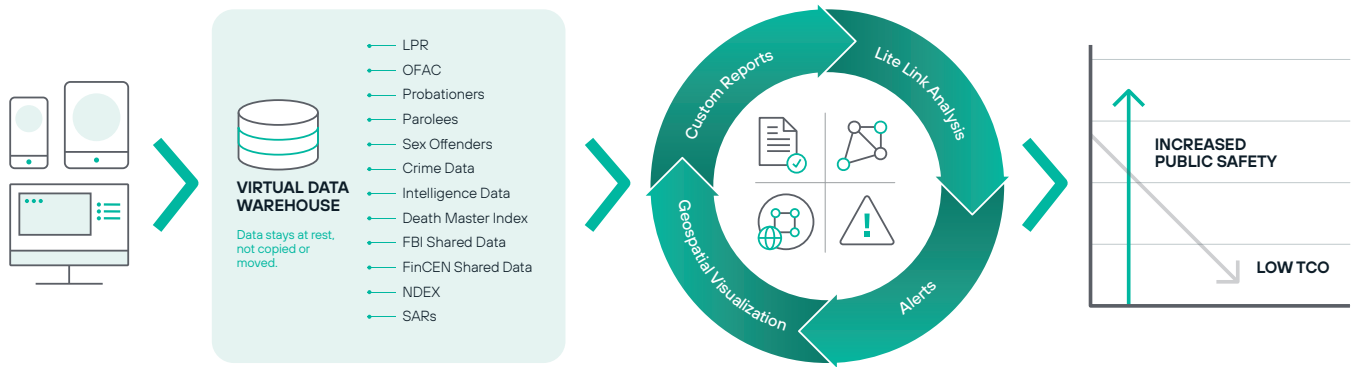 VIRTUAL DATA
WAREHOUSE
Data stays at rest,
not copied or
moved.
LPR
OFAC
Probationers
Parolees
Sex Offenders
Crime Data
Intelligence Data
Death Master Index
FBI Shared Data
FinCEN Shared Data
NDEX
SARs
Custom Reports
Lite Link Analysis
Geospatial Visualization
Alerts
INCREASED
PUBLIC SAFETY
LOW TCO